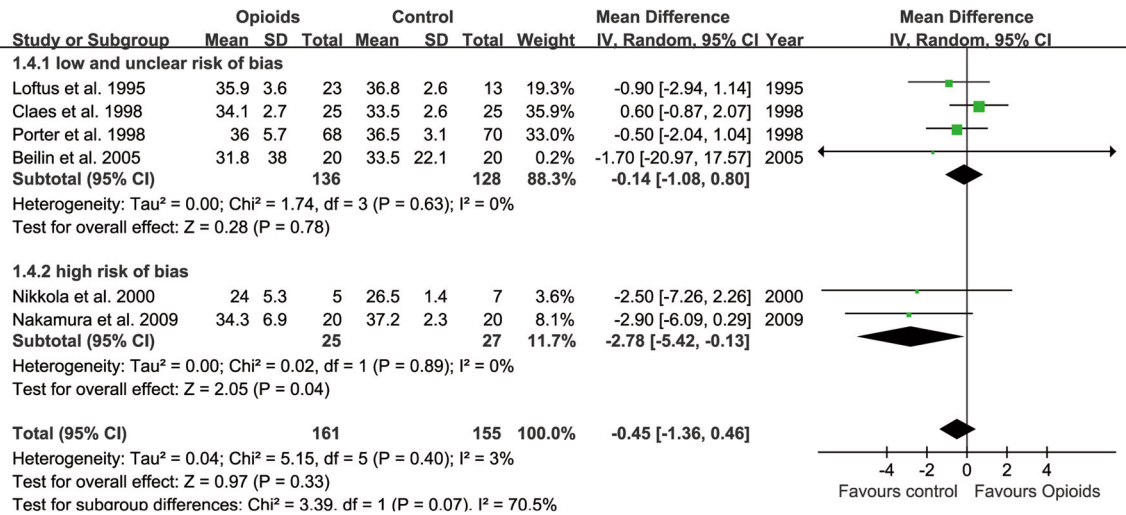 Opioids Control Mean Difference Mean Difference
Study or Subgroup Mean SD Total Mean SD Total Weight IV, Random, 95% CI Year IV, Random, 95% CI
1.4.1 low and unclear risk of bias
Loftus et al. 1995 35.9 3.6 23 36.8 2.6 13 19.3% -0.90 [-2.94, 1.14] 1995
Claes et al. 1998 34.1 2.7 25 33.5 2.6 25 35.9% 0.60 [-0.87, 2.07] 1998
Porter et al. 1998 36 5.7 68 36.5 3.1 70 33.0% -0.50 [-2.04, 1.04] 1998
Beilin et al. 2005 31.8 38 20 33.5 22.1 20 0.2% -1.70 [-20.97, 17.57] 2005
Subtotal (95% CI) 136 128 88.3% -0.14 [-1.08, 0.80]
Heterogeneity: Tau² = 0.00; Chi² = 1.74, df = 3 (P = 0.63); I² = 0%
Test for overall effect: Z = 0.28 (P = 0.78)
1.4.2 high risk of bias
Nikkola et al. 2000 24 5.3 5 26.5 1.4 7 3.6% -2.50 [-7.26, 2.26] 2000
Nakamura et al. 2009 34.3 6.9 20 37.2 2.3 20 8.1% -2.90 [-6.09, 0.29] 2009
Subtotal (95% CI) 25 27 11.7% -2.78 [-5.42, -0.13]
Heterogeneity: Tau² = 0.00; Chi² = 0.02, df = 1 (P = 0.89); I² = 0%
Test for overall effect: Z = 2.05 (P = 0.04)
Total (95% CI) 161 155 100.0% -0.45 [-1.36, 0.46]
Heterogeneity: Tau² = 0.04; Chi² = 5.15, df = 5 (P = 0.40); I² = 3%
Test for overall effect: Z = 0.97 (P = 0.33)
Test for subgroup differences: Chi² = 3.39, df = 1 (P = 0.07), I² = 70.5%
-4 -2 0 2 4
Favours control Favours Opioids